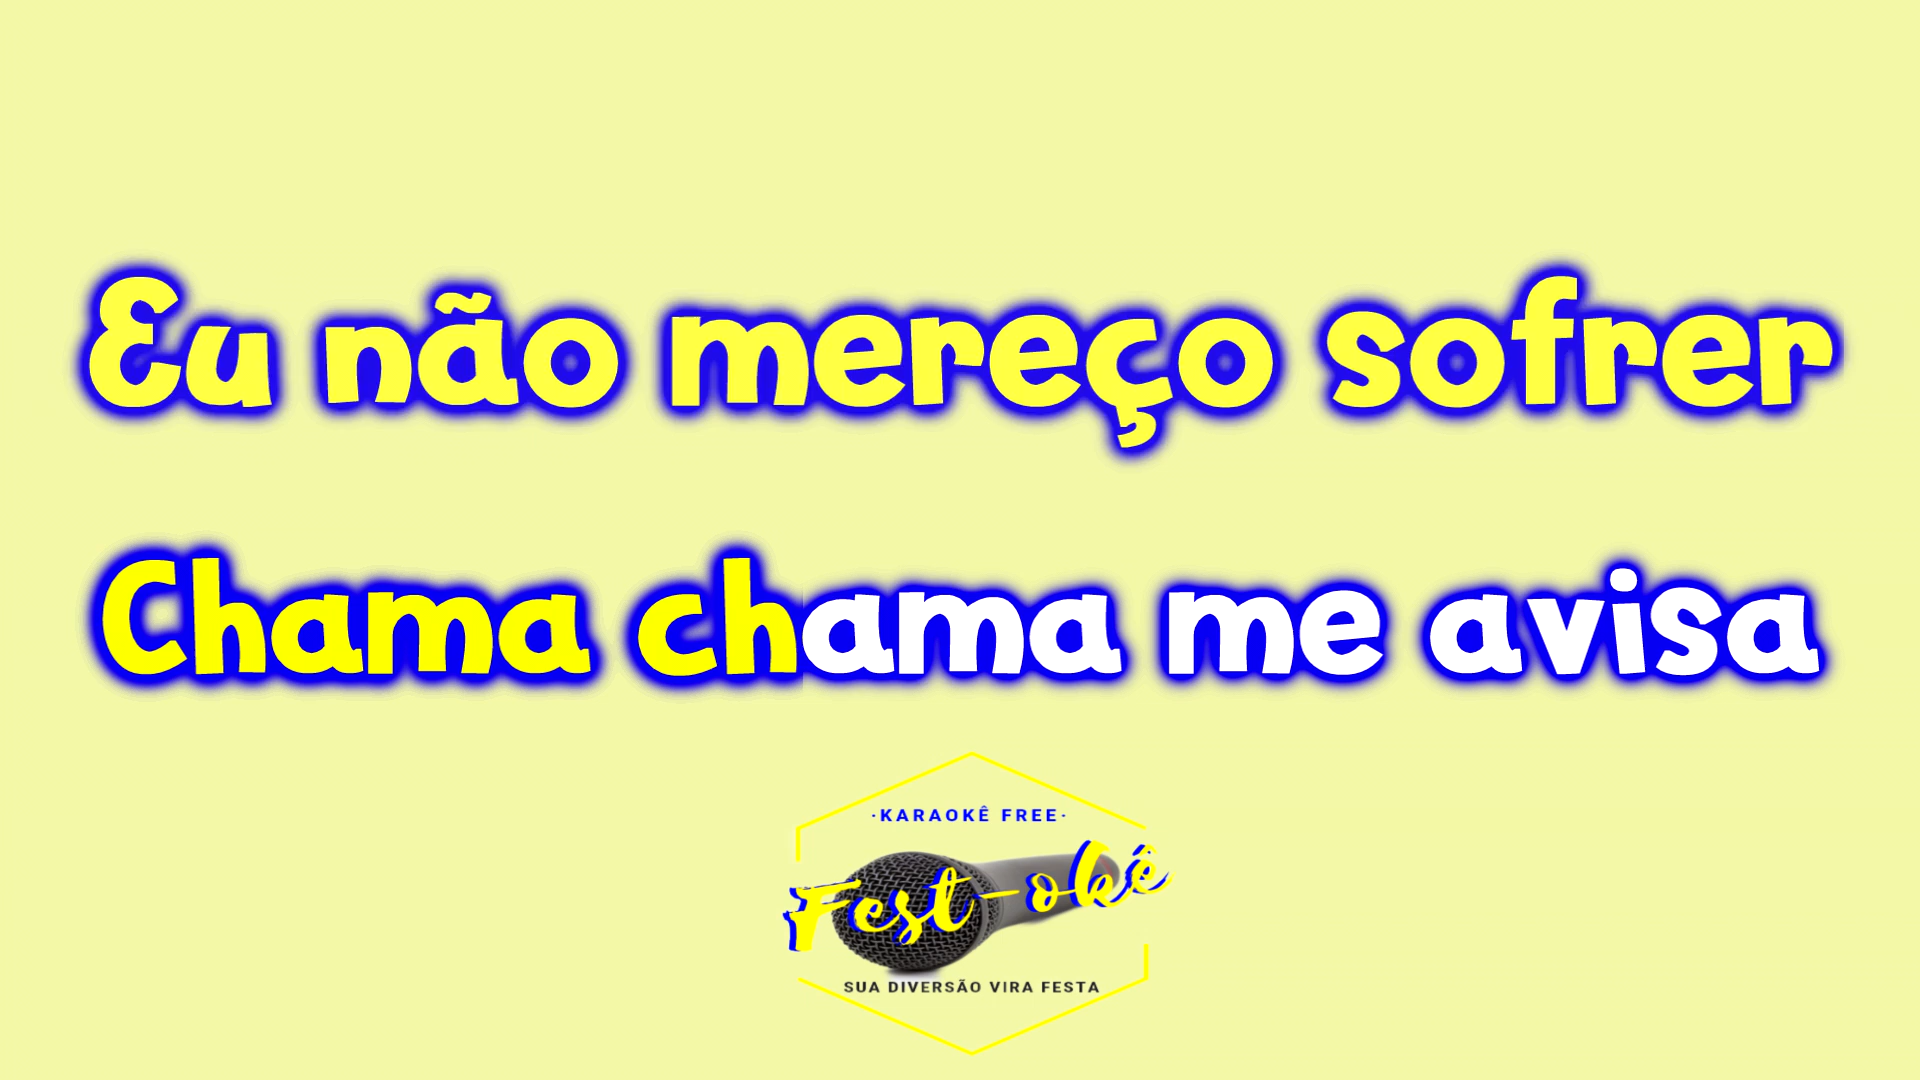 Eu não mereço sofrer
Chama chama me avisa
·KARAOKÊ FREE·
Fest-okê
SUA DIVERSÃO VIRA FESTA